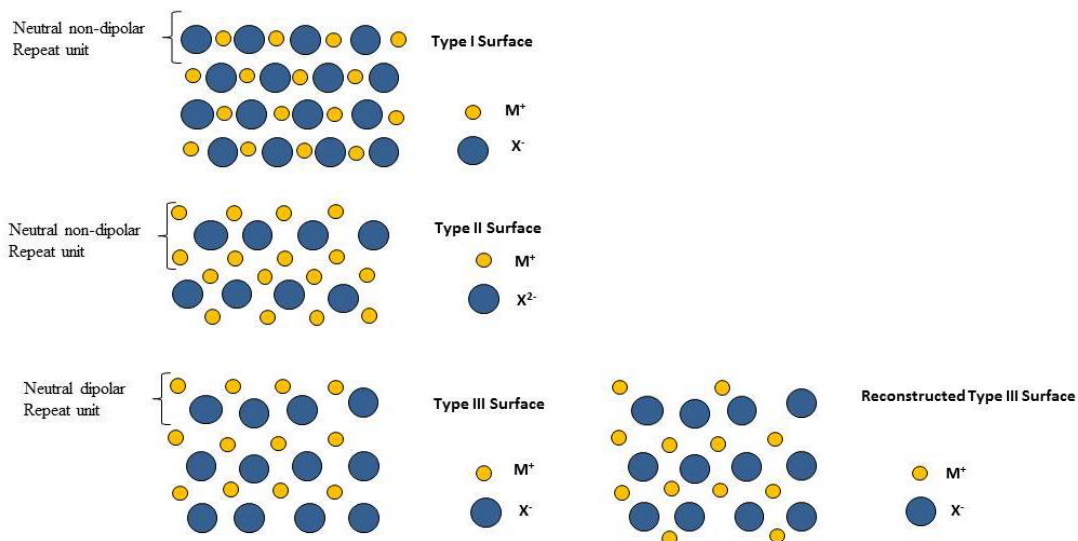 Neutral non-dipolar
Repeat unit
Type I Surface
M⁺
X⁻
Neutral non-dipolar
Repeat unit
Type II Surface
M⁺
X²⁻
Neutral dipolar
Repeat unit
Type III Surface
M⁺
X⁻
Reconstructed Type III Surface
M⁺
X⁻